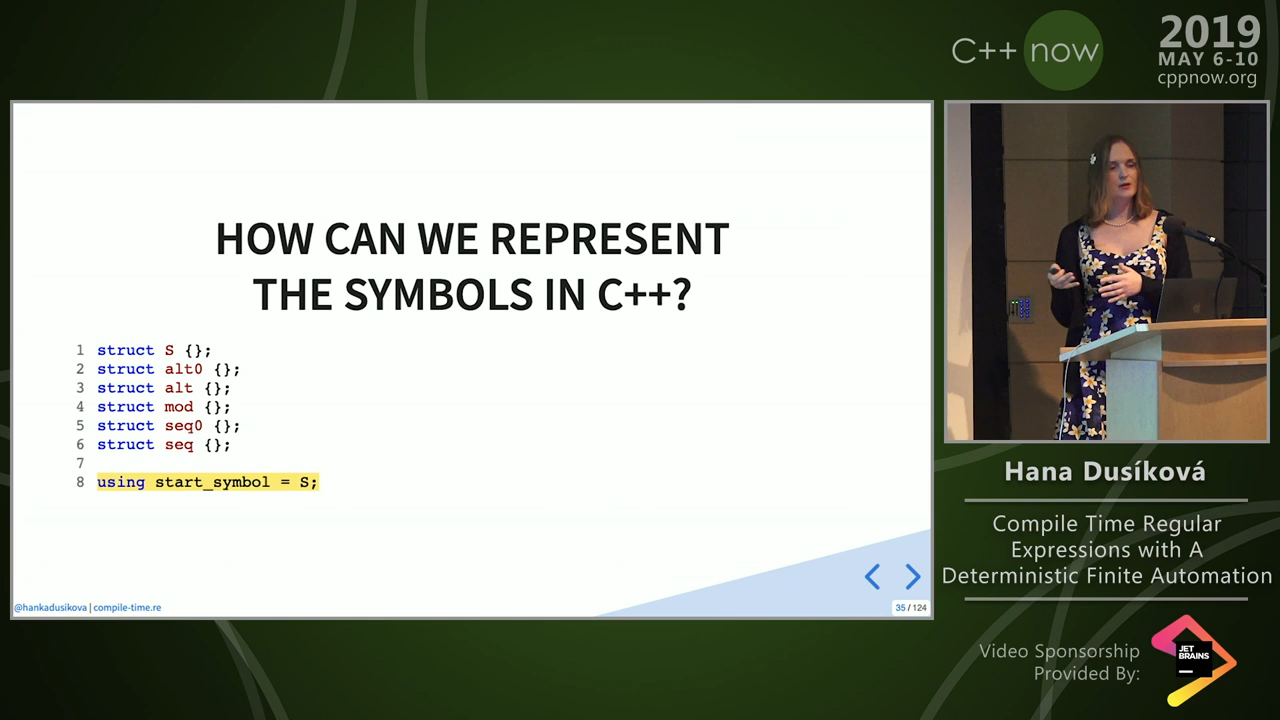 C++ now
2019
MAY 6-10
cppnow.org
HOW CAN WE REPRESENT
THE SYMBOLS IN C++?
1 struct S {};
2 struct alt0 {};
3 struct alt {};
4 struct mod {};
5 struct seq0 {};
6 struct seq {};
7
8 using start_symbol = S;
@hankadusikova | compile-time.re
35 / 124
Hana Dusíková
Compile Time Regular
Expressions with A
Deterministic Finite Automation
Video Sponsorship
Provided By:
JET
BRAINS